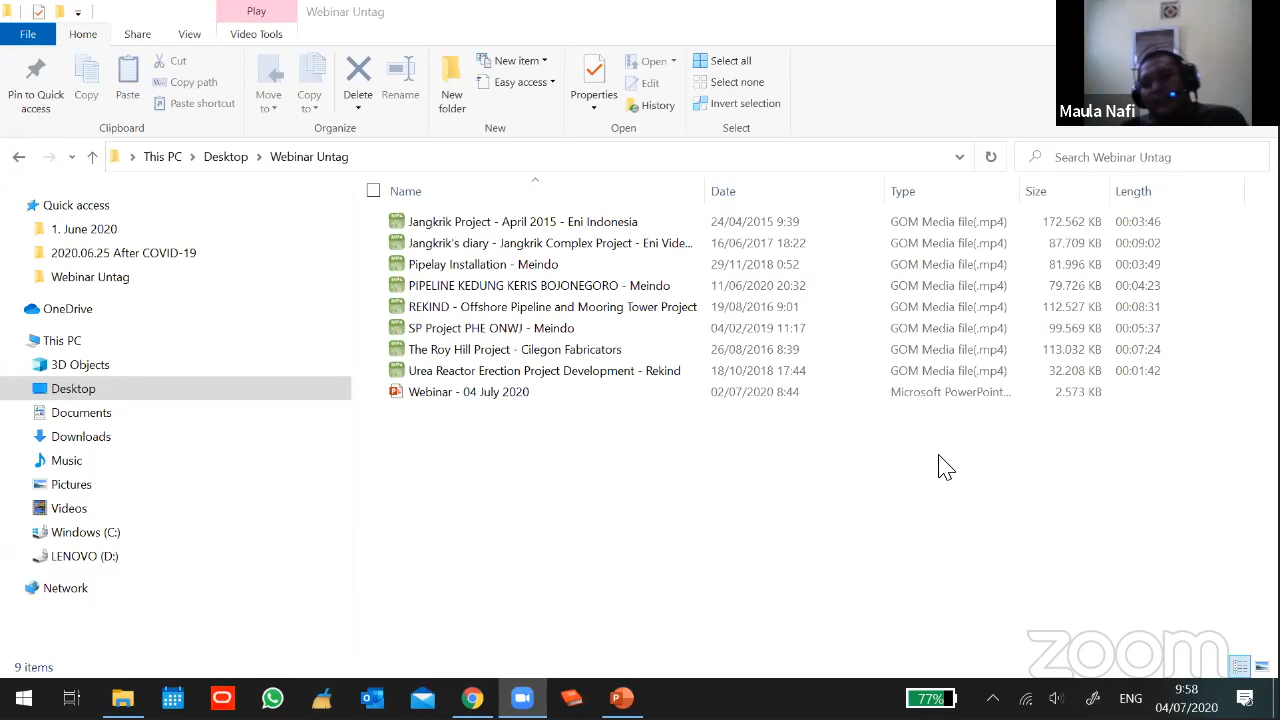 Play
Webinar Untag
File
Home
Share
View
Video Tools
Pin to Quick access
Copy
Paste
Cut
Copy path
Paste shortcut
Clipboard
Move to
Copy to
Delete
Rename
Organize
New folder
New item
Easy access
New
Properties
Open
Edit
History
Open
Select all
Select none
Invert selection
Select
Maula Nafi
This PC > Desktop > Webinar Untag
Search Webinar Untag
Quick access
1. June 2020
2020.06.25 After COVID-19
Webinar Untag
OneDrive
This PC
3D Objects
Desktop
Documents
Downloads
Music
Pictures
Videos
Windows (C:)
LENOVO (D:)
Network
Name Date Type Size Length
Jangkrik Project - April 2015 - Eni Indonesia 24/04/2015 9:39 GOM Media file(.mp4) 172.562 KB 00:03:46
Jangkrik's diary - Jangkrik Complex Project - Eni Vide... 16/06/2017 18:22 GOM Media file(.mp4) 87.709 KB 00:09:02
Pipelay Installation - Meindo 29/11/2018 0:52 GOM Media file(.mp4) 81.996 KB 00:03:49
PIPELINE KEDUNG KERIS BOJONEGORO - Meindo 11/06/2020 20:32 GOM Media file(.mp4) 79.726 KB 00:04:23
REKIND - Offshore Pipeline and Mooring Tower Project 19/08/2016 9:01 GOM Media file(.mp4) 112.527 KB 00:08:31
SP Project PHE ONWJ - Meindo 04/02/2019 11:17 GOM Media file(.mp4) 99.569 KB 00:05:37
The Roy Hill Project - Cilegon Fabricators 26/08/2016 8:39 GOM Media file(.mp4) 113.032 KB 00:07:24
Urea Reactor Erection Project Development - Rekind 18/10/2018 17:44 GOM Media file(.mp4) 32.208 KB 00:01:42
Webinar - 04 July 2020 02/07/2020 8:44 Microsoft PowerPoint... 2.573 KB
9 items
zoom
77%
ENG
9:58
04/07/2020